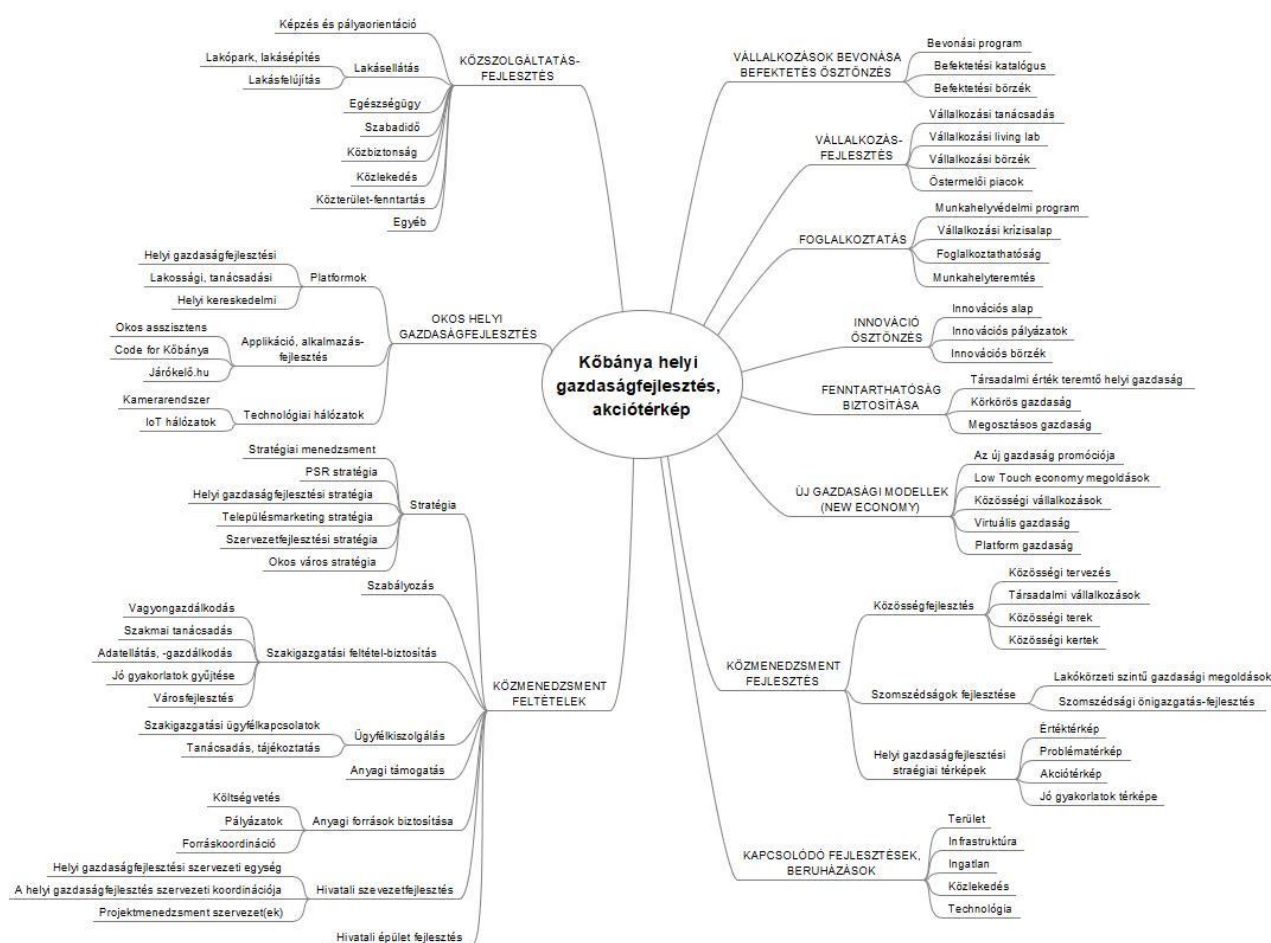 Kőbánya helyi
gazdaságfejlesztés,
akciótérkép
KÖZSZOLGÁLTATÁS-
FEJLESZTÉS
Képzés és pályaorientáció
Lakásellátás
Lakópark, lakásépítés
Lakásfelújítás
Egészségügy
Szabadidő
Közbiztonság
Közlekedés
Közterület-fenntartás
Egyéb
OKOS HELYI
GAZDASÁGFEJLESZTÉS
Platformok
Helyi gazdaságfejlesztési
Lakossági, tanácsadási
Helyi kereskedelmi
Applikáció, alkalmazás-
fejlesztés
Okos asszisztens
Code for Kőbánya
Járókelő.hu
Technológiai hálózatok
Kamerarendszer
IoT hálózatok
KÖZMENEDZSMENT
FELTÉTELEK
Stratégia
Stratégiai menedzsment
PSR stratégia
Helyi gazdaságfejlesztési stratégia
Településmarketing stratégia
Szervezetfejlesztési stratégia
Okos város stratégia
Szabályozás
Szakigazgatási feltétel-biztosítás
Vagyongazdálkodás
Szakmai tanácsadás
Adatellátás, -gazdálkodás
Jó gyakorlatok gyűjtése
Városfejlesztés
Ügyfélkiszolgálás
Szakigazgatási ügyfélkapcsolatok
Tanácsadás, tájékoztatás
Anyagi támogatás
Anyagi források biztosítása
Költségvetés
Pályázatok
Forráskoordináció
Hivatali szevezetfejlesztés
Helyi gazdaságfejlesztési szervezeti egység
A helyi gazdaságfejlesztés szervezeti koordinációja
Projektmenedzsment szervezet(ek)
Hivatali épület fejlesztés
VÁLLALKOZÁSOK BEVONÁSA
BEFEKTETÉS ÖSZTÖNZÉS
Bevonási program
Befektetési katalógus
Befektetési börzék
VÁLLALKOZÁS-
FEJLESZTÉS
Vállalkozási tanácsadás
Vállalkozási living lab
Vállalkozási börzék
Őstermelői piacok
FOGLALKOZTATÁS
Munkahelyvédelmi program
Vállalkozási krízisalap
Foglalkoztathatóság
Munkahelyteremtés
INNOVÁCIÓ
ÖSZTÖNZÉS
Innovációs alap
Innovációs pályázatok
Innovációs börzék
FENNTARTHATÓSÁG
BIZTOSÍTÁSA
Társadalmi érték teremtő helyi gazdaság
Körkörös gazdaság
Megosztásos gazdaság
ÚJ GAZDASÁGI MODELLEK
(NEW ECONOMY)
Az új gazdaság promóciója
Low Touch economy megoldások
Közösségi vállalkozások
Virtuális gazdaság
Platform gazdaság
KÖZMENEDZSMENT
FEJLESZTÉS
Közösségfejlesztés
Közösségi tervezés
Társadalmi vállalkozások
Közösségi terek
Közösségi kertek
Szomszédságok fejlesztése
Lakókörzeti szintű gazdasági megoldások
Szomszédsági önigazgatás-fejlesztés
Helyi gazdaságfejlesztési
straégiai térképek
Értéktérkép
Problématérkép
Akciótérkép
Jó gyakorlatok térképe
KAPCSOLÓDÓ FEJLESZTÉSEK,
BERUHÁZÁSOK
Terület
Infrastruktúra
Ingatlan
Közlekedés
Technológia